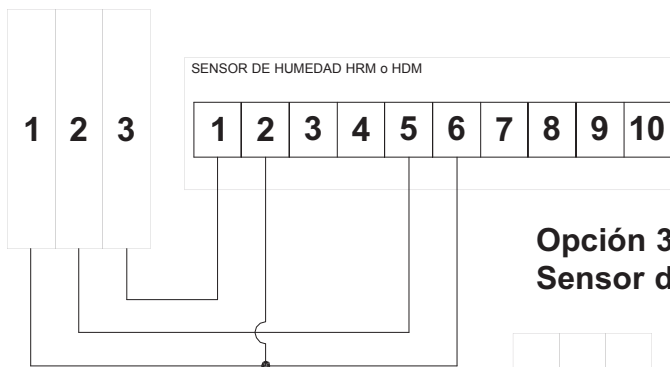 SENSOR DE HUMEDAD HRM o HDM
1 2 3
1 2 3 4 5 6 7 8 9 10
Opción 3
Sensor d